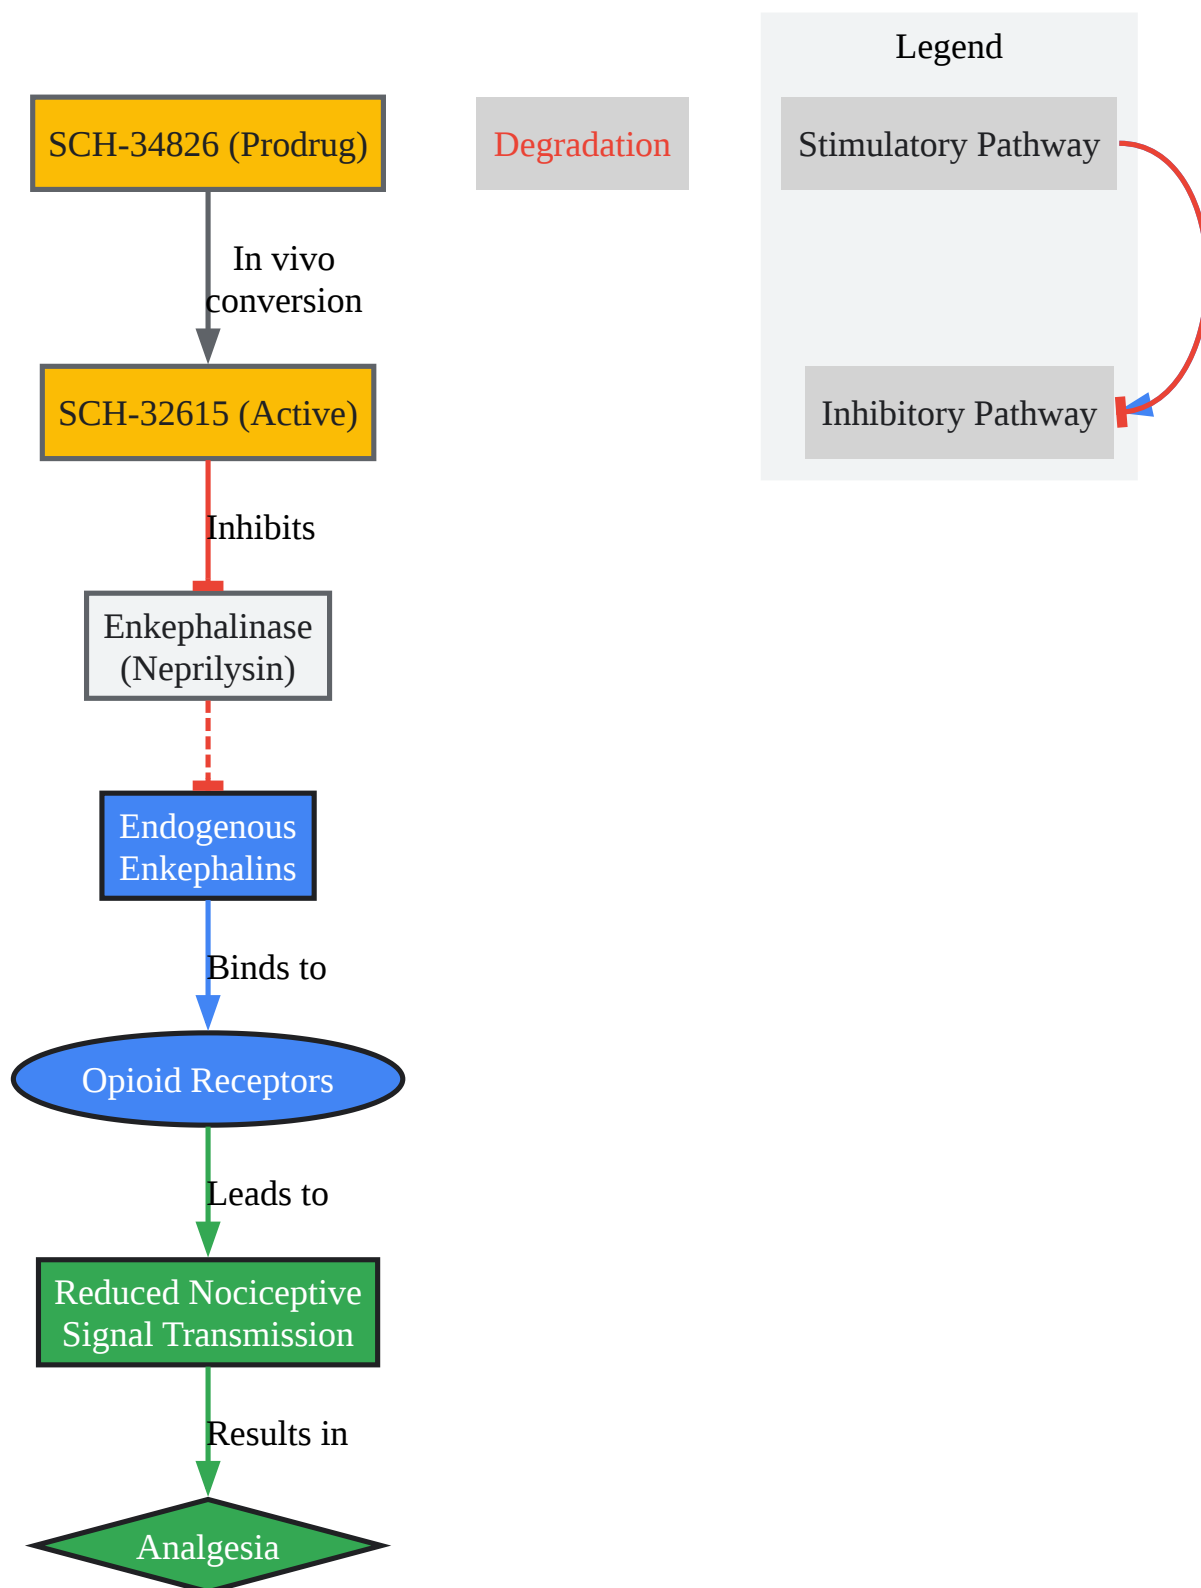 SCH-34826 (Prodrug)
In vivo
conversion
SCH-32615 (Active)
Inhibits
Enkephalinase
(Neprilysin)
Endogenous
Enkephalins
Binds to
Opioid Receptors
Leads to
Reduced Nociceptive
Signal Transmission
Results in
Analgesia
Degradation
Legend
Stimulatory Pathway
Inhibitory Pathway